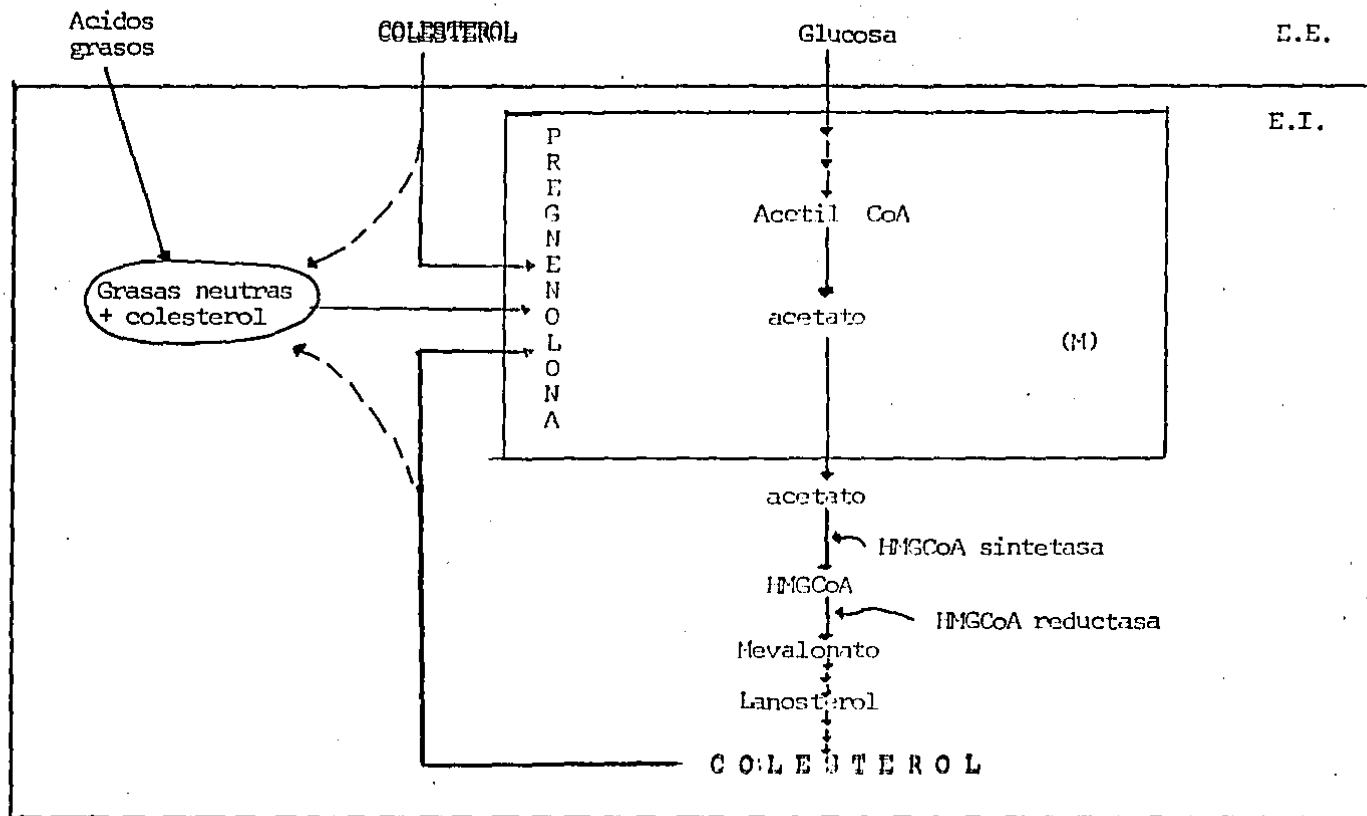 Acidos
grasos
COLESTEROL
Glucosa
E.E.
E.I.
PREGNENOLONA
Acetil CoA
Grasas neutras
+ colesterol
acetato
(M)
acetato
HMGCoA sintetasa
HMGCoA
HMGCoA reductasa
Mevalonato
Lanosterol
COLESTEROL